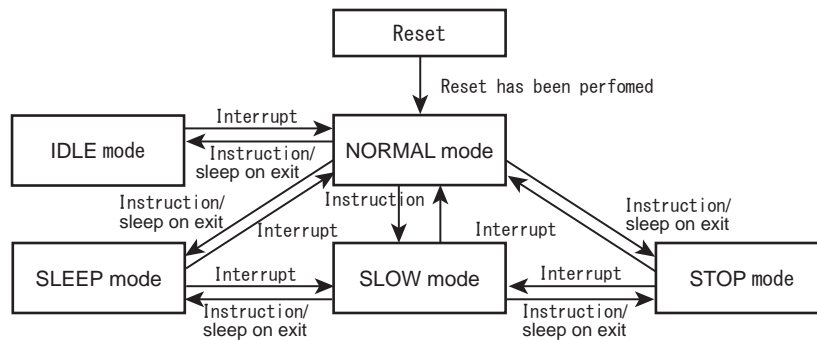 Reset
Reset has been perfomed
Interrupt
IDLE mode
NORMAL mode
Instruction/
sleep on exit
Instruction/
sleep on exit
Instruction
Instruction/
sleep on exit
Interrupt
Interrupt
SLEEP mode
Interrupt
SLOW mode
Interrupt
STOP mode
Instruction/
sleep on exit
Instruction/
sleep on exit